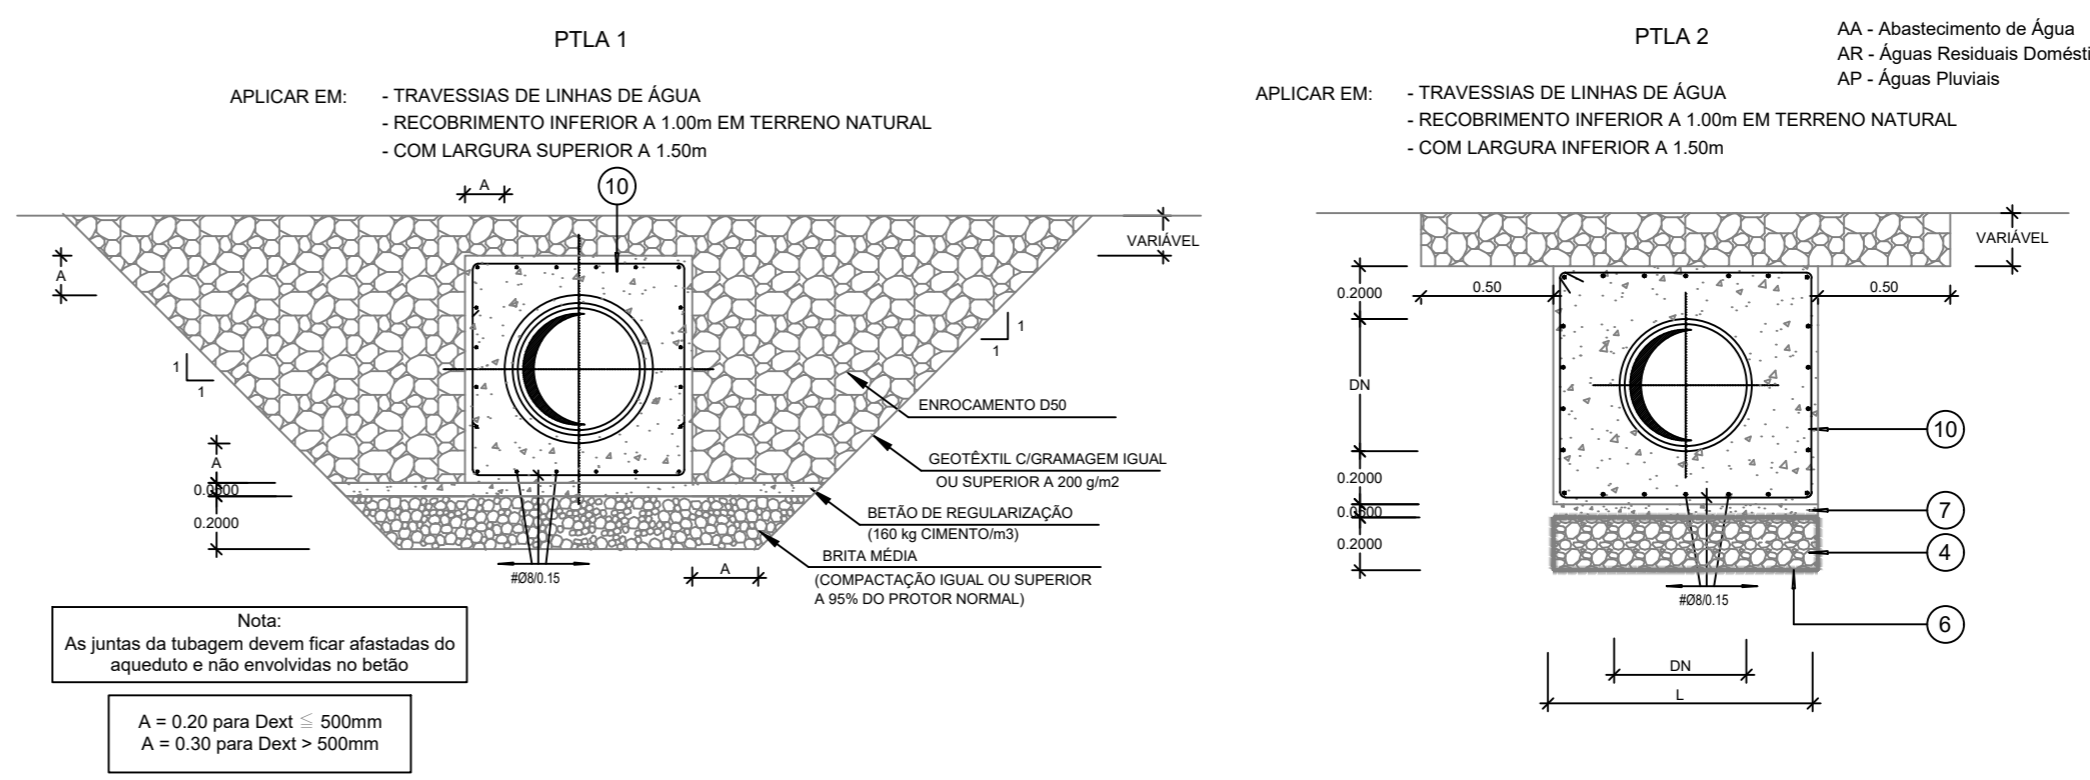 PTLA 1
APLICAR EM:
- TRAVESSIAS DE LINHAS DE ÁGUA
- RECOBRIMENTO INFERIOR A 1.00m EM TERRENO NATURAL
- COM LARGURA SUPERIOR A 1.50m
A
10
VARIÁVEL
A
1
1
1
1
ENROCAMENTO D50
GEOTÊXTIL C/GRAMAGEM IGUAL
OU SUPERIOR A 200 g/m2
A
0.2000
BETÃO DE REGULARIZAÇÃO
(160 kg CIMENTO/m3)
BRITA MÉDIA
(COMPACTAÇÃO IGUAL OU SUPERIOR
A 95% DO PROTOR NORMAL)
A
#Ø8/0.15
Nota:
As juntas da tubagem devem ficar afastadas do
aqueduto e não envolvidas no betão
A = 0.20 para Dext ≦ 500mm
A = 0.30 para Dext > 500mm
PTLA 2
AA - Abastecimento de Água
AR - Águas Residuais Domésti
AP - Águas Pluviais
APLICAR EM:
- TRAVESSIAS DE LINHAS DE ÁGUA
- RECOBRIMENTO INFERIOR A 1.00m EM TERRENO NATURAL
- COM LARGURA INFERIOR A 1.50m
VARIÁVEL
0.2000
0.50
0.50
DN
10
0.2000
7
0.2000
4
#Ø8/0.15
6
DN
L